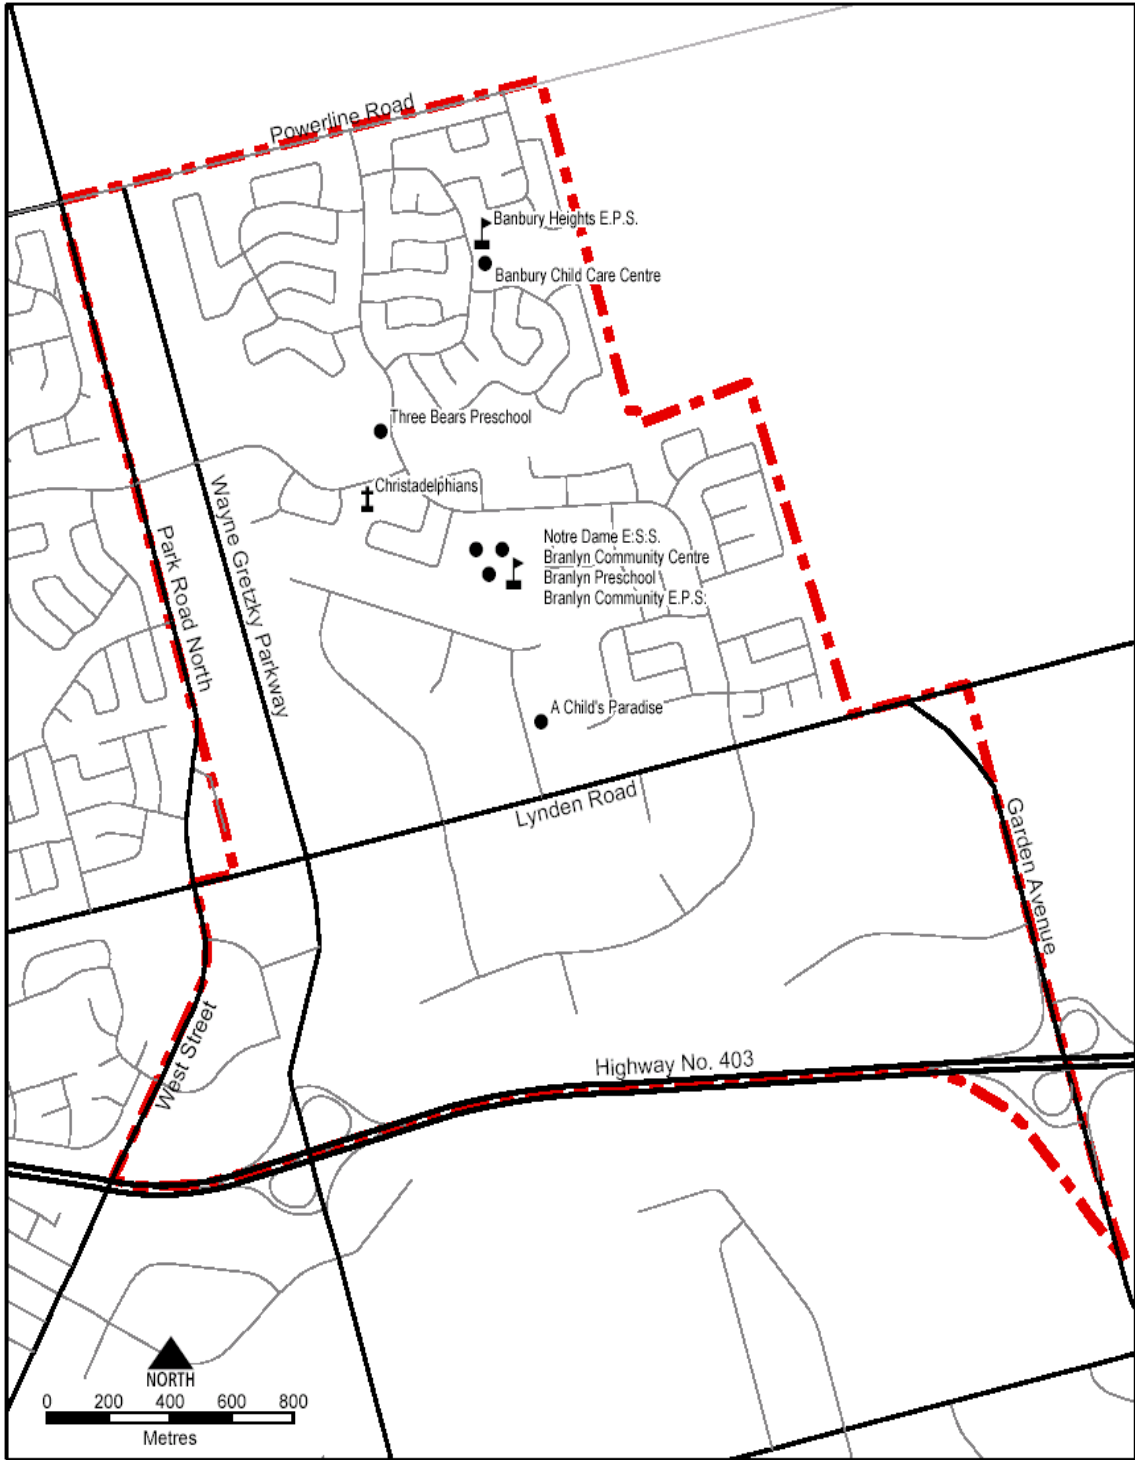 Powerline Road
Banbury Heights E.P.S.
Banbury Child Care Centre
Three Bears Preschool
Christadelphians
Wayne Gretzky Parkway
Park Road North
Notre Dame E.S.S.
Branlyn Community Centre
Branlyn Preschool
Branlyn Community E.P.S.
A Child's Paradise
Lynden Road
Garden Avenue
West Street
Highway No. 403
NORTH
0 200 400 600 800
Metres